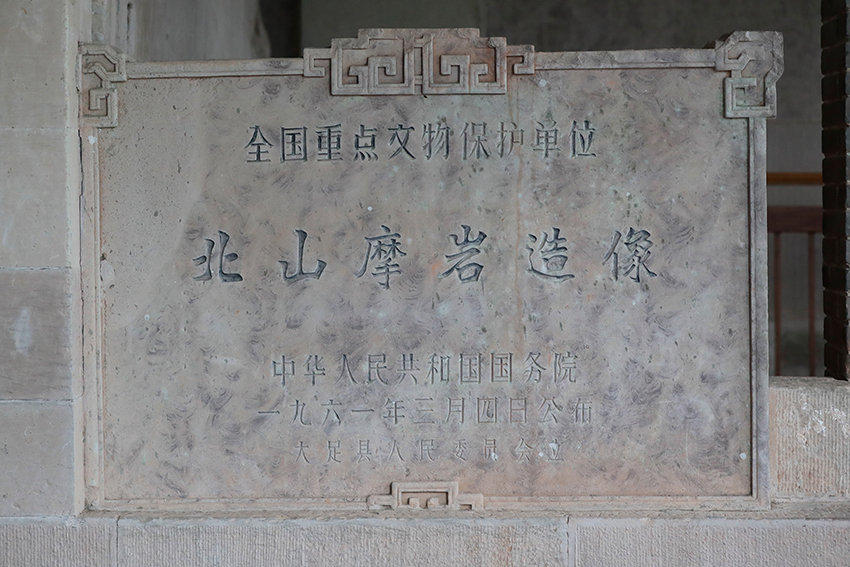 全国重点文物保护单位
北山摩岩造像
中华人民共和国国务院
一九六一年三月四日公布
大足县人民委员会立